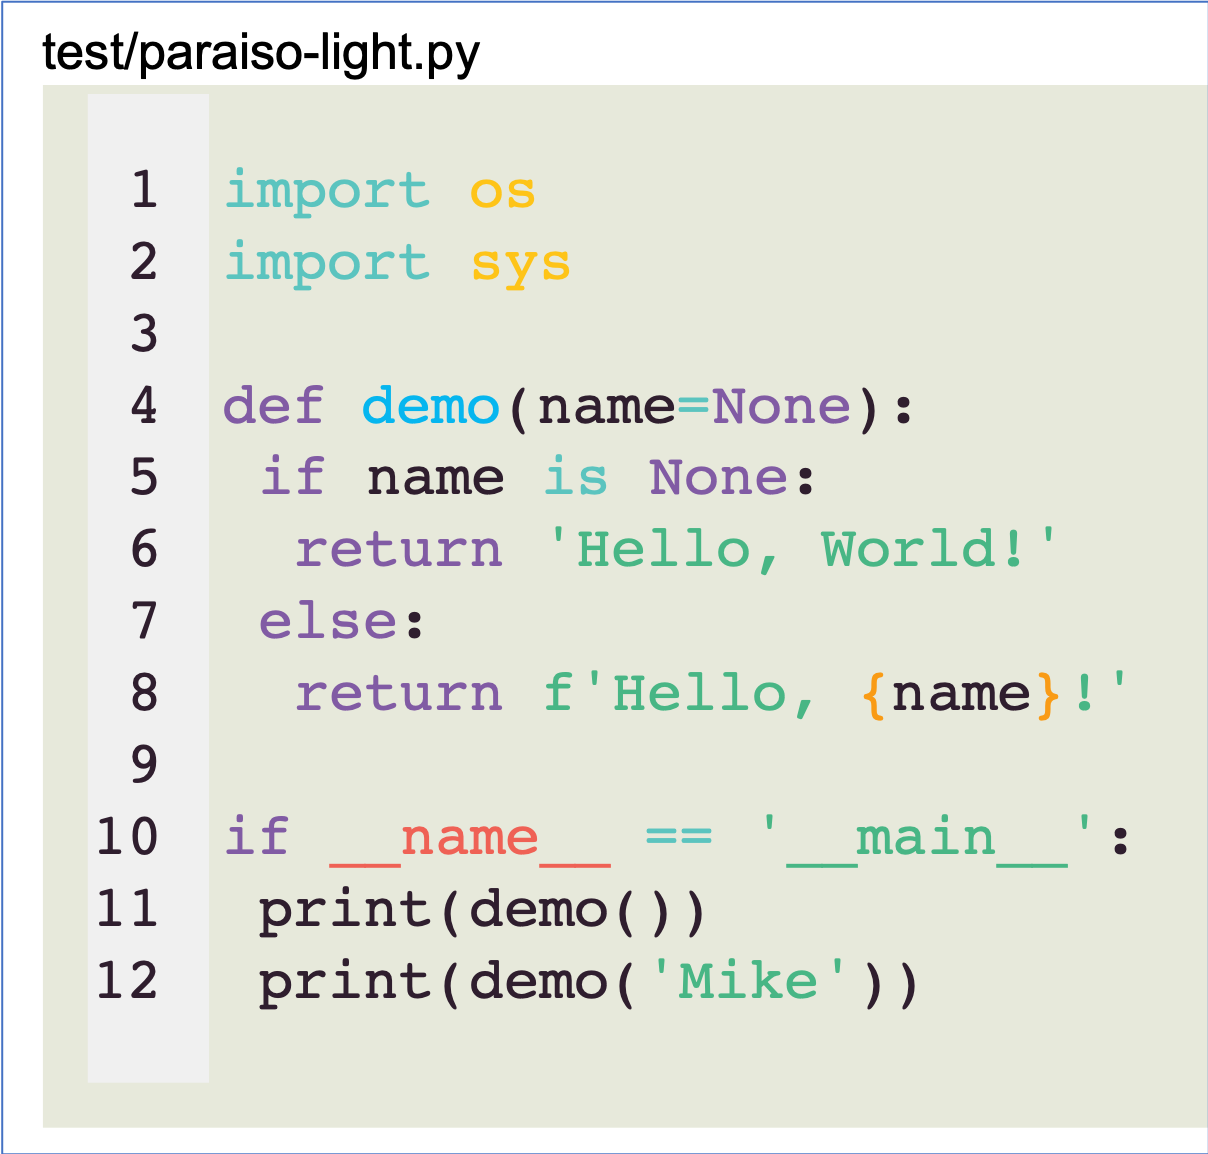 test/paraiso-light.py
1 import os
2 import sys
3
4 def demo(name=None):
5  if name is None:
6   return 'Hello, World!'
7  else:
8   return f'Hello, {name}!'
9
10 if __name__ == '__main__':
11  print(demo())
12  print(demo('Mike'))